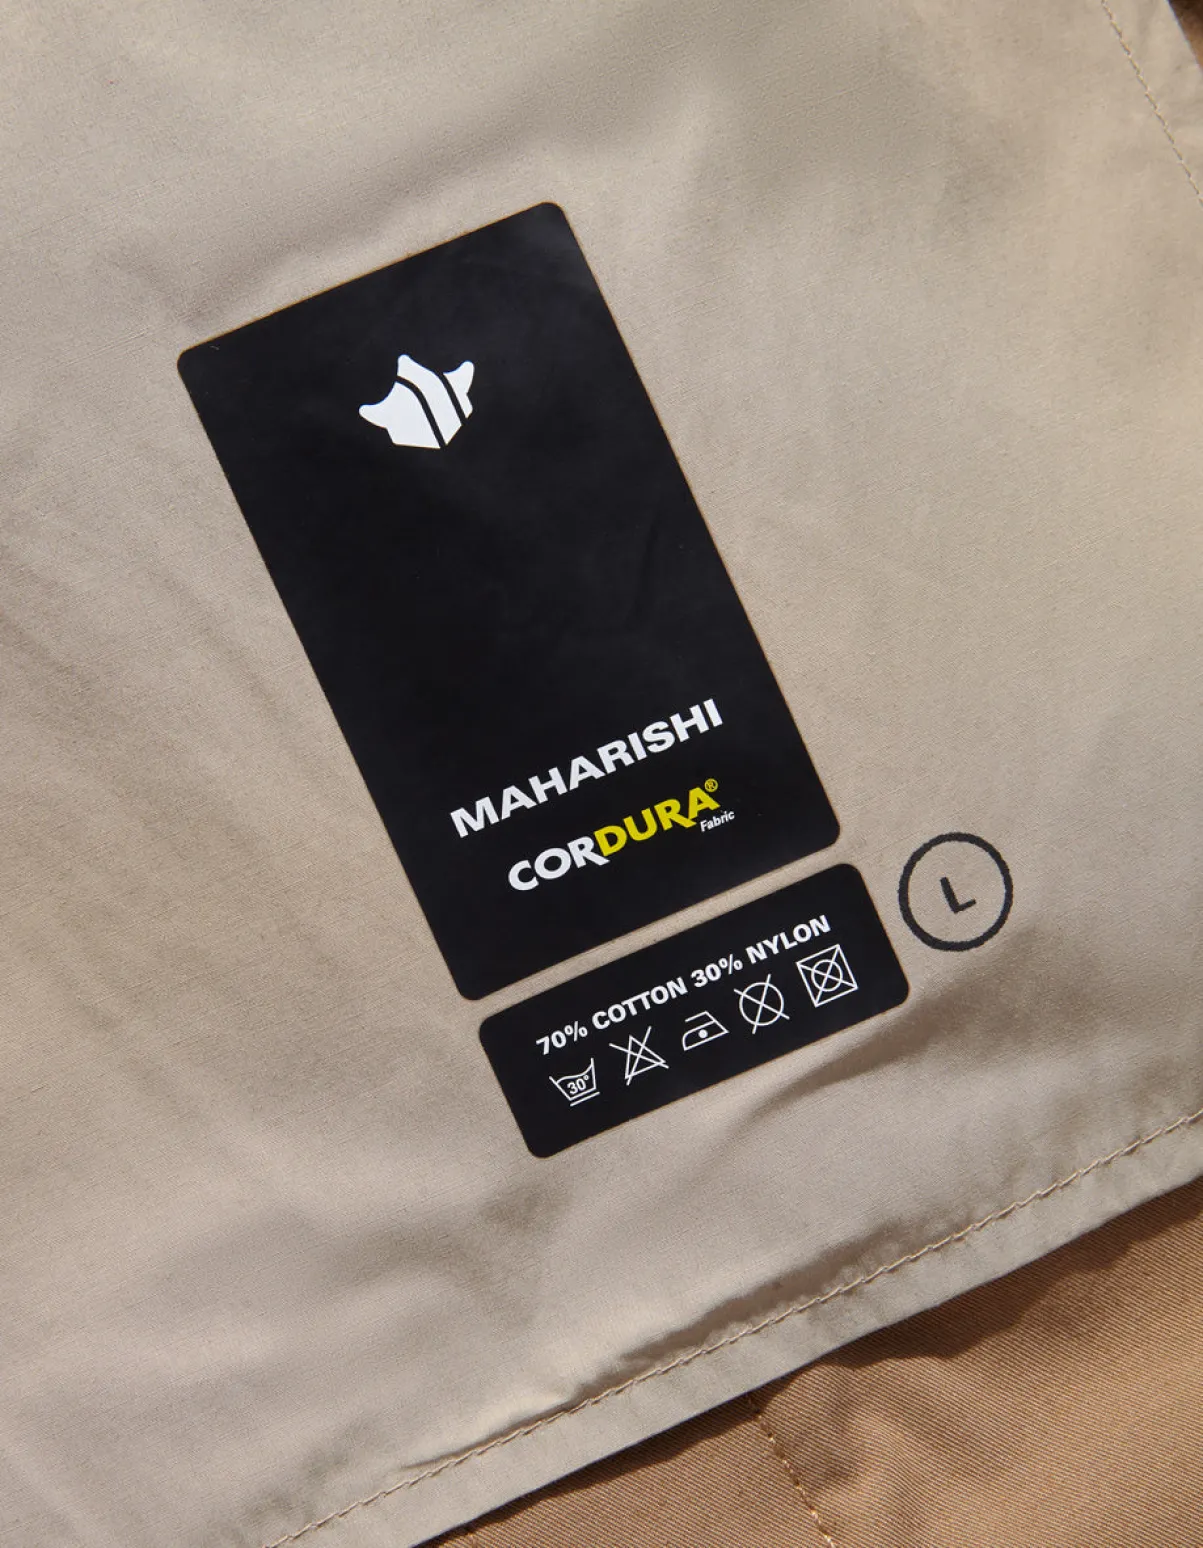 MAHARISHI
CORDURA®
Fabric
70% COTTON 30% NYLON
30°
L